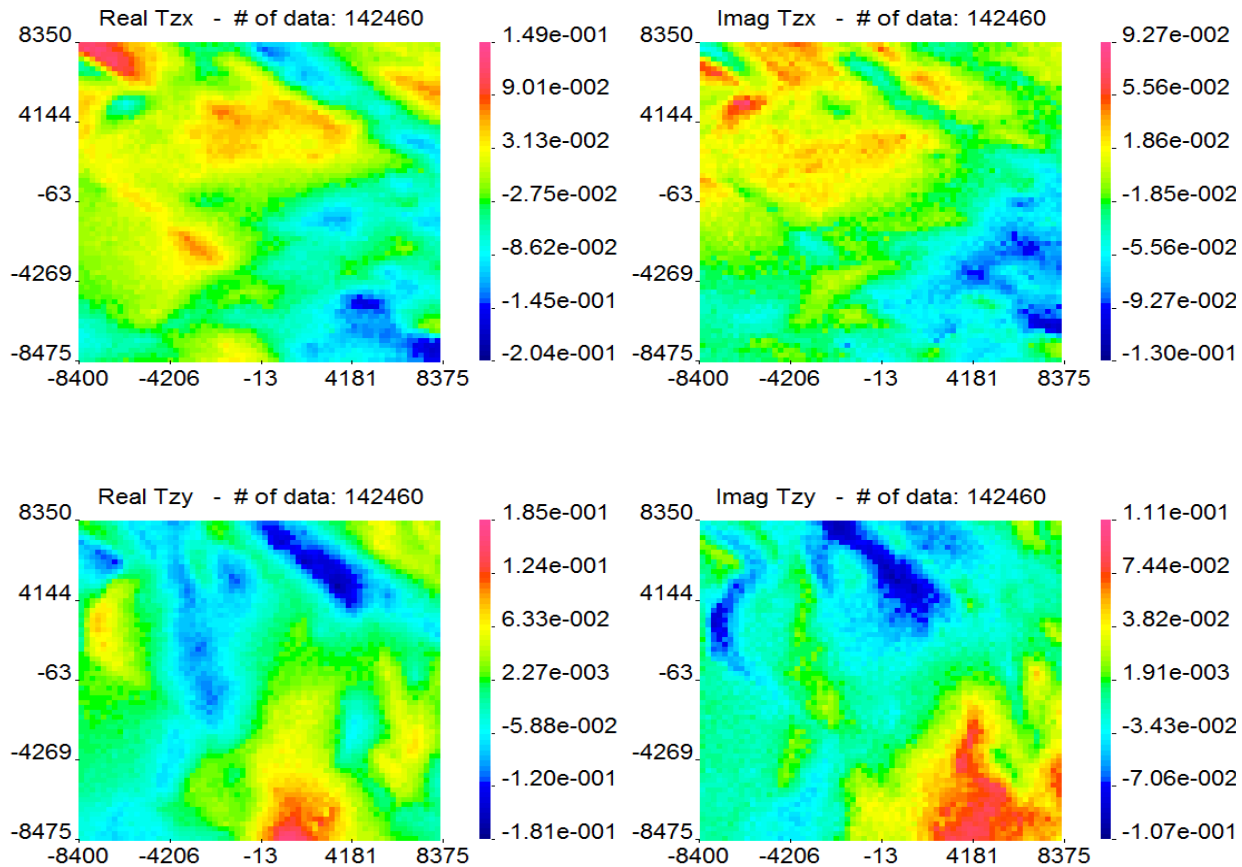 Real Tzx - # of data: 142460
8350
4144
-63
-4269
-8475
-8400 -4206 -13 4181 8375
1.49e-001
9.01e-002
3.13e-002
-2.75e-002
-8.62e-002
-1.45e-001
-2.04e-001
Imag Tzx - # of data: 142460
8350
4144
-63
-4269
-8475
-8400 -4206 -13 4181 8375
9.27e-002
5.56e-002
1.86e-002
-1.85e-002
-5.56e-002
-9.27e-002
-1.30e-001
Real Tzy - # of data: 142460
8350
4144
-63
-4269
-8475
-8400 -4206 -13 4181 8375
1.85e-001
1.24e-001
6.33e-002
2.27e-003
-5.88e-002
-1.20e-001
-1.81e-001
Imag Tzy - # of data: 142460
8350
4144
-63
-4269
-8475
-8400 -4206 -13 4181 8375
1.11e-001
7.44e-002
3.82e-002
1.91e-003
-3.43e-002
-7.06e-002
-1.07e-001